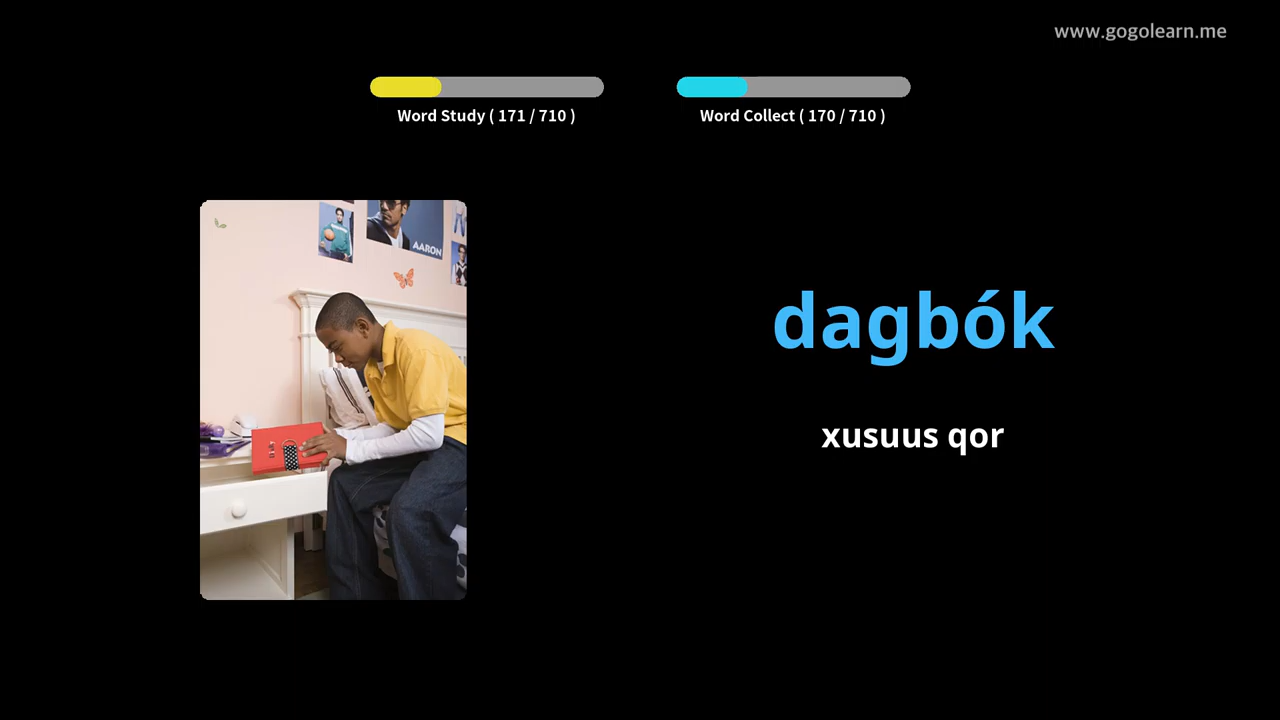 www.gogolearn.me
Word Study ( 171 / 710 )
Word Collect ( 170 / 710 )
AARON
dagbók
xusuus qor